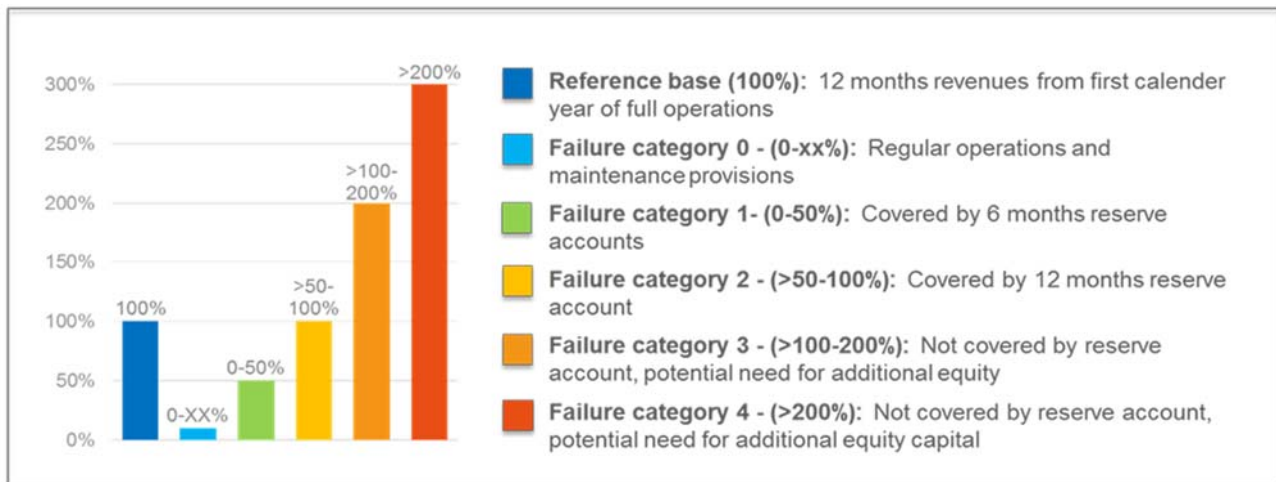 300%
250%
200%
150%
100%
50%
0%
100%
0-XX%
0-50%
>50-
100%
>100-
200%
>200%
Reference base (100%): 12 months revenues from first calender
year of full operations
Failure category 0 - (0-xx%): Regular operations and
maintenance provisions
Failure category 1- (0-50%): Covered by 6 months reserve
accounts
Failure category 2 - (>50-100%): Covered by 12 months reserve
account
Failure category 3 - (>100-200%): Not covered by reserve
account, potential need for additional equity
Failure category 4 - (>200%): Not covered by reserve account,
potential need for additional equity capital